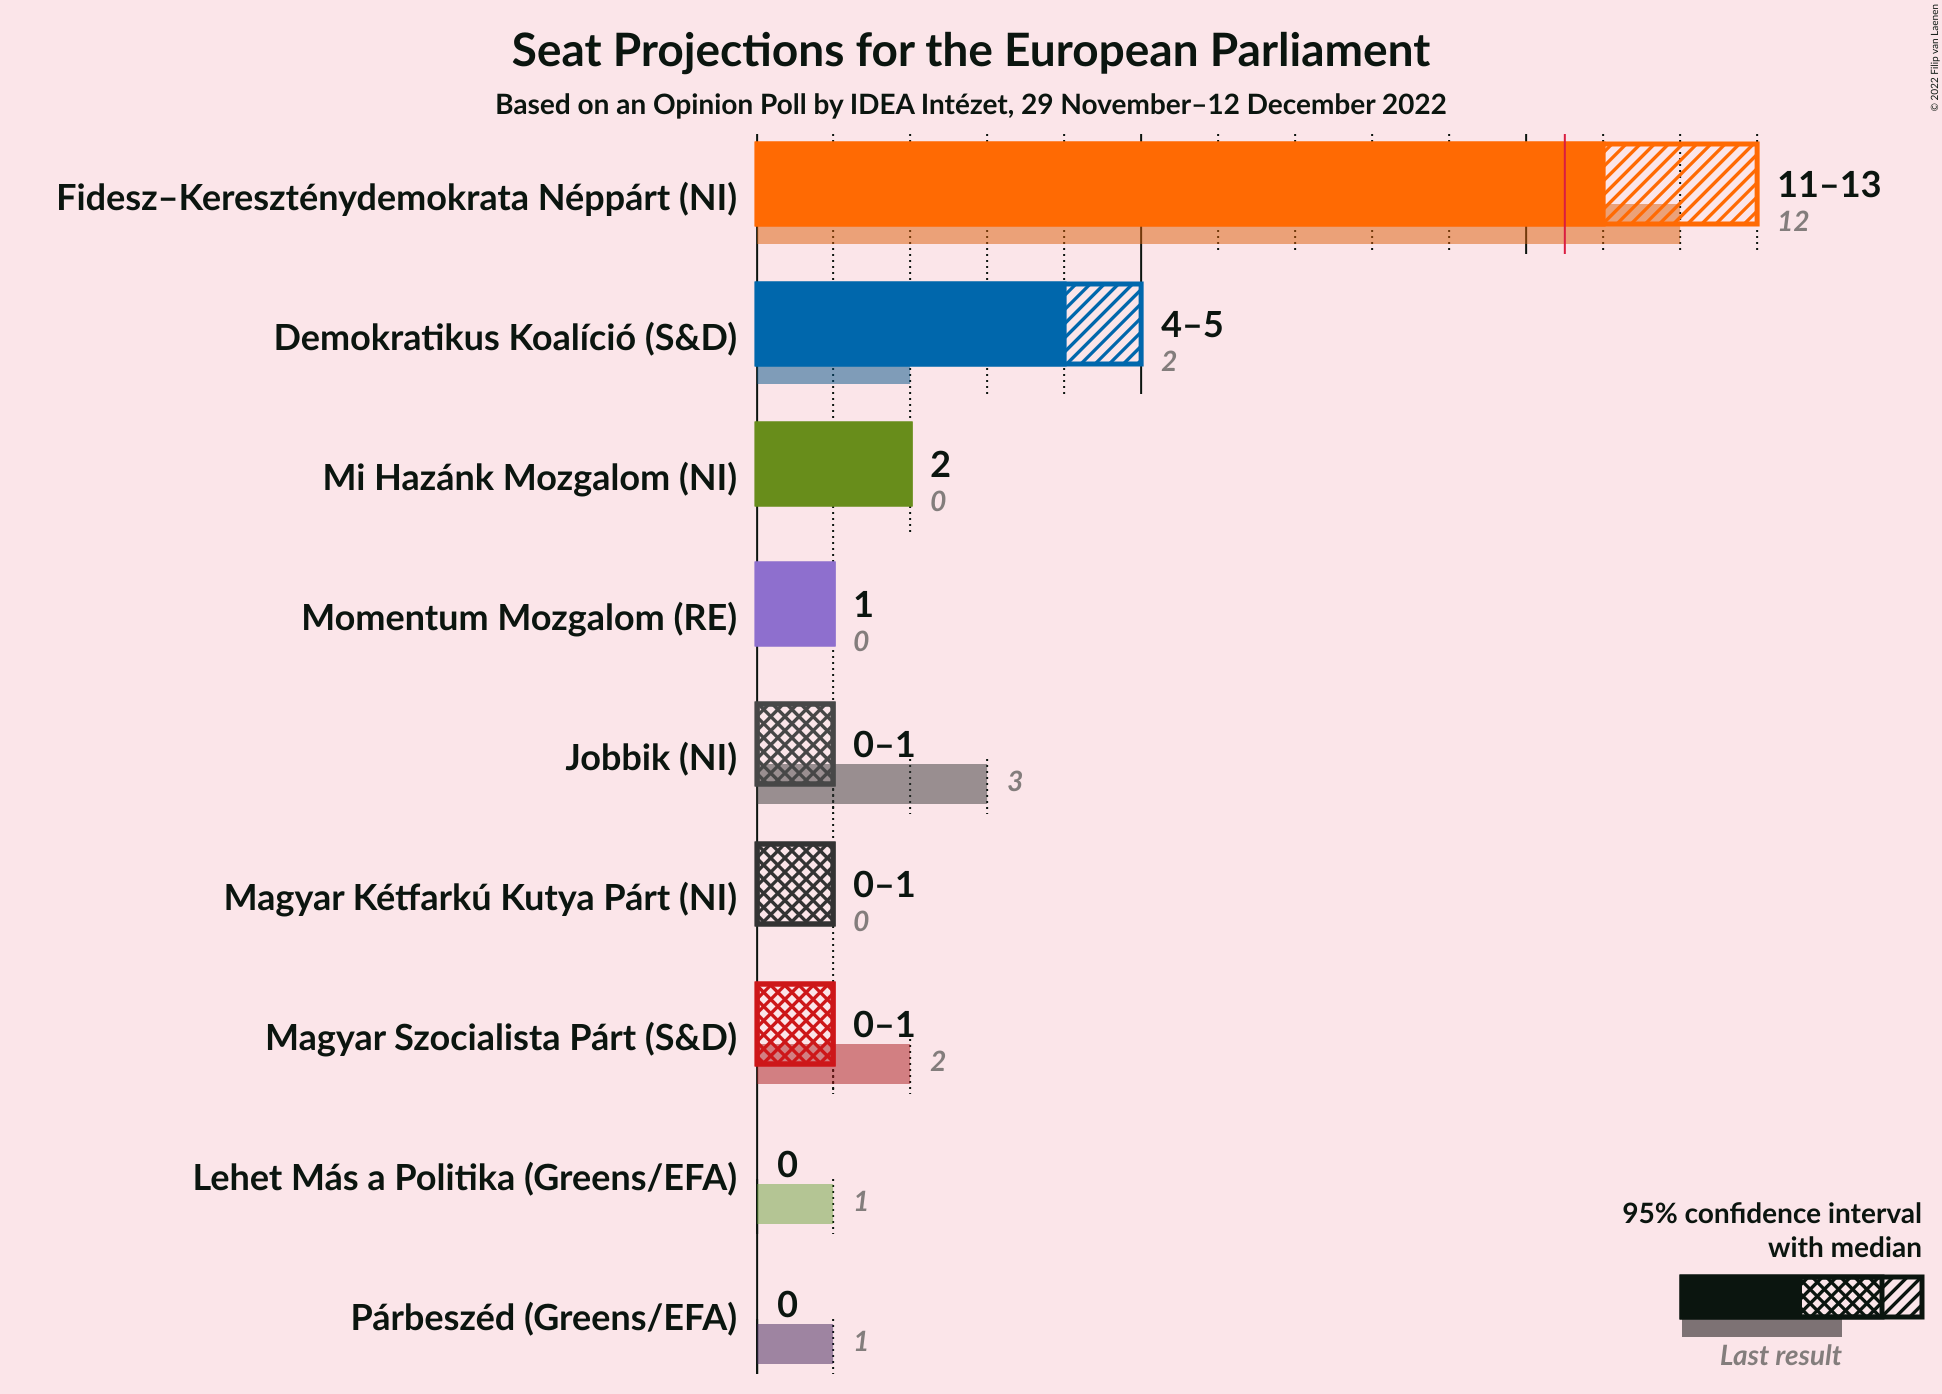 Seat Projections for the European Parliament
Based on an Opinion Poll by IDEA Intézet, 29 November–12 December 2022
© 2022 Filip van Laenen
Fidesz–Kereszténydemokrata Néppárt (NI)
11–13
12
Demokratikus Koalíció (S&D)
4–5
2
Mi Hazánk Mozgalom (NI)
2
0
Momentum Mozgalom (RE)
1
0
Jobbik (NI)
0–1
3
Magyar Kétfarkú Kutya Párt (NI)
0–1
0
Magyar Szocialista Párt (S&D)
0–1
2
Lehet Más a Politika (Greens/EFA)
0
1
Párbeszéd (Greens/EFA)
0
1
95% confidence interval
with median
Last result